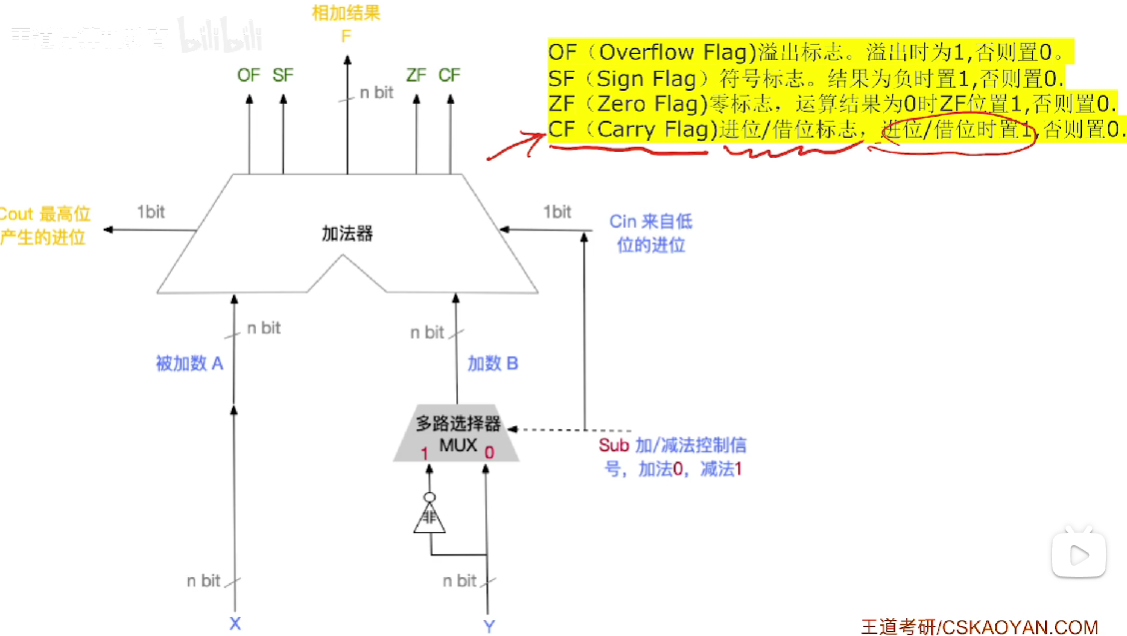 bilibili
相加结果
F
OF SF ZF CF
n bit
OF（Overflow Flag)溢出标志。溢出时为1,否则置0。
SF（Sign Flag）符号标志。结果为负时置1,否则置0.
ZF（Zero Flag)零标志，运算结果为0时ZF位置1,否则置0.
CF（Carry Flag)进位/借位标志，进位/借位时置1,否则置0.
Cout 最高位
产生的进位
1bit
加法器
1bit
Cin 来自低
位的进位
n bit
n bit
被加数 A
加数 B
多路选择器
MUX
1 0
Sub 加/减法控制信
号，加法0，减法1
非
n bit
n bit
X
Y
王道考研/CSKAOYAN.COM